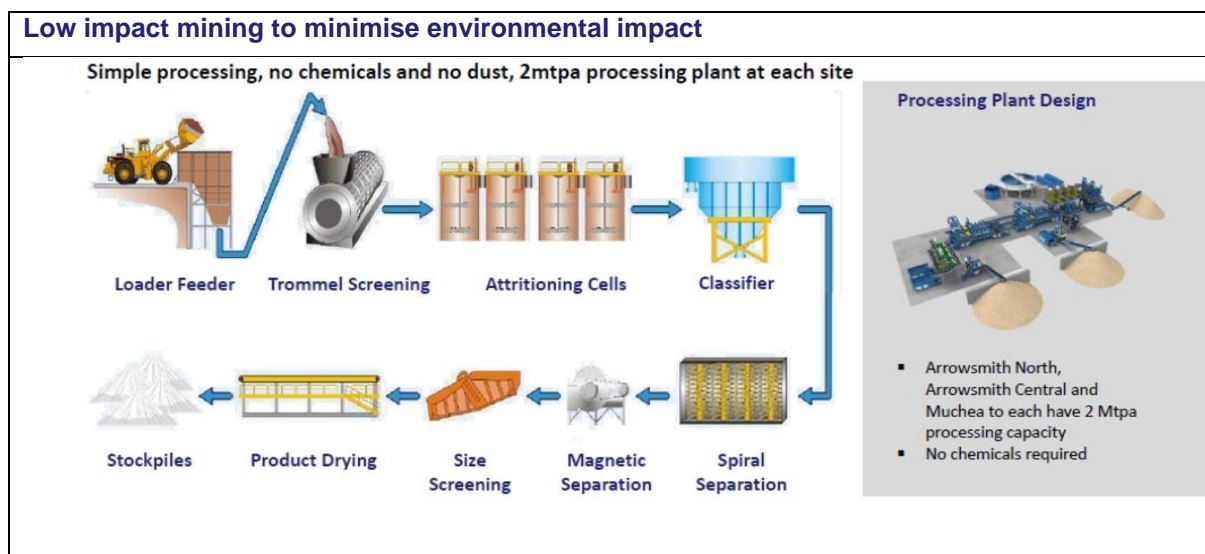 Low impact mining to minimise environmental impact
Simple processing, no chemicals and no dust, 2mtpa processing plant at each site
Loader Feeder
Trommel Screening
Attritioning Cells
Classifier
Stockpiles
Product Drying
Size
Screening
Magnetic
Separation
Spiral
Separation
Processing Plant Design
▪ Arrowsmith North,
Arrowsmith Central and
Muchea to each have 2 Mtpa
processing capacity
▪ No chemicals required